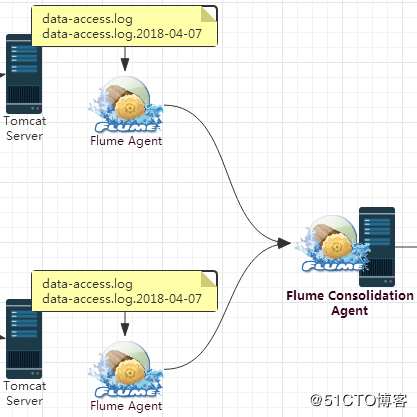 data-access.log
data-access.log.2018-04-07
Tomcat
Server
FLUME
Flume Agent
FLUME
Flume Consolidation
Agent
data-access.log
data-access.log.2018-04-07
Tomcat
Server
FLUME
Flume Agent
@51CTO博客